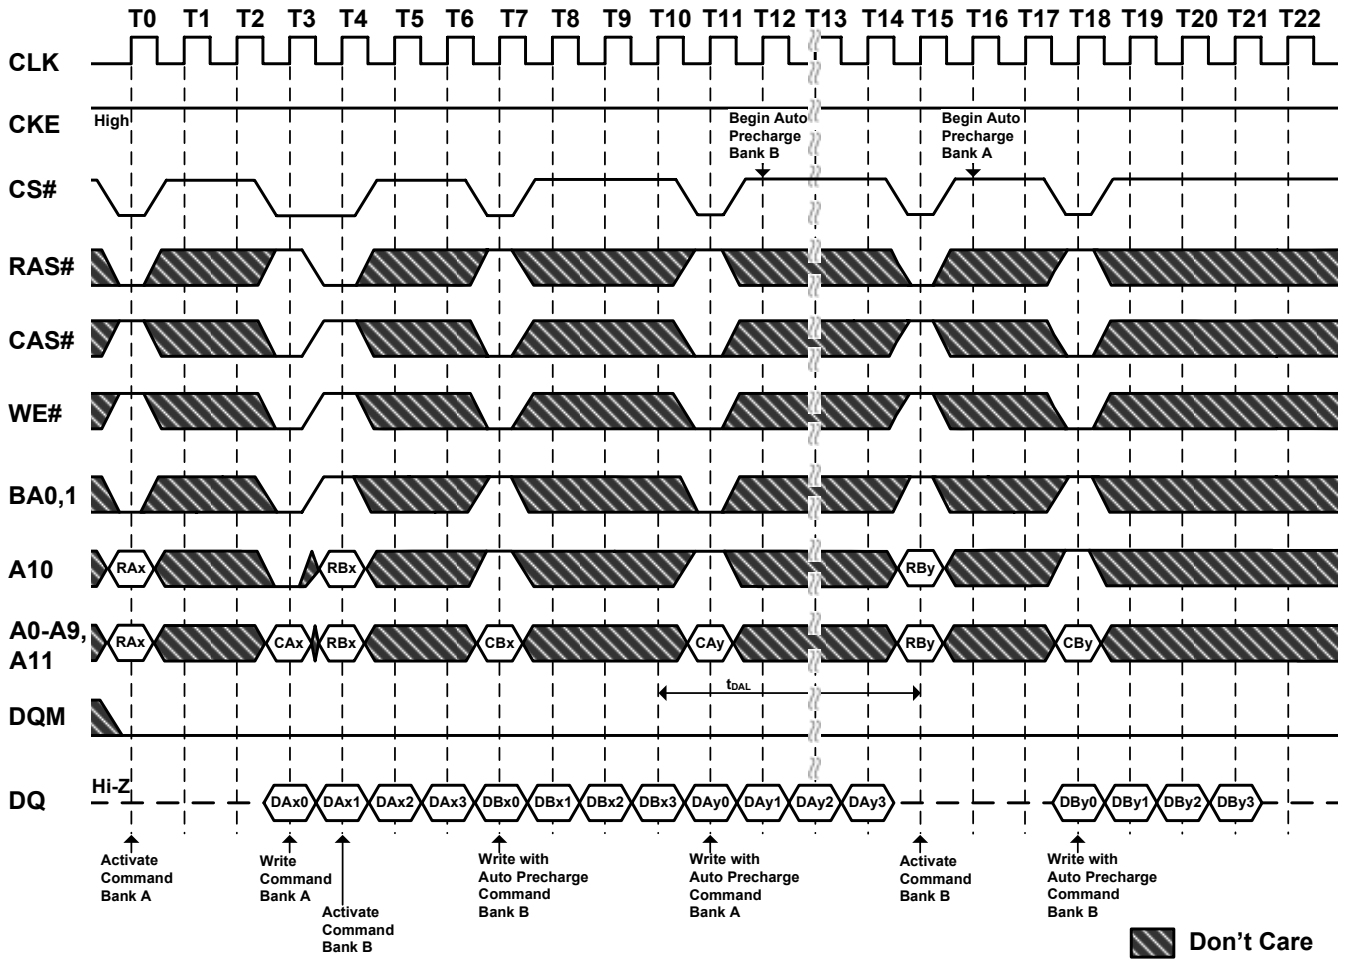 T0 T1 T2 T3 T4 T5 T6 T7 T8 T9 T10 T11 T12 T13 T14 T15 T16 T17 T18 T19 T20 T21 T22
CLK
CKE
High
Begin Auto
Precharge
Bank B
Begin Auto
Precharge
Bank A
CS#
RAS#
CAS#
WE#
BA0,1
A10
RAx RBx RBy
A0-A9,
A11
RAx CAx RBx CBx CAy RBy CBy
tDAL
DQM
Hi-Z
DQ
DAx0 DAx1 DAx2 DAx3 DBx0 DBx1 DBx2 DBx3 DAy0 DAy1 DAy2 DAy3 DBy0 DBy1 DBy2 DBy3
Activate
Command
Bank A
Write
Command
Bank A
Activate
Command
Bank B
Write with
Auto Precharge
Command
Bank B
Write with
Auto Precharge
Command
Bank A
Activate
Command
Bank B
Write with
Auto Precharge
Command
Bank B
Don't Care